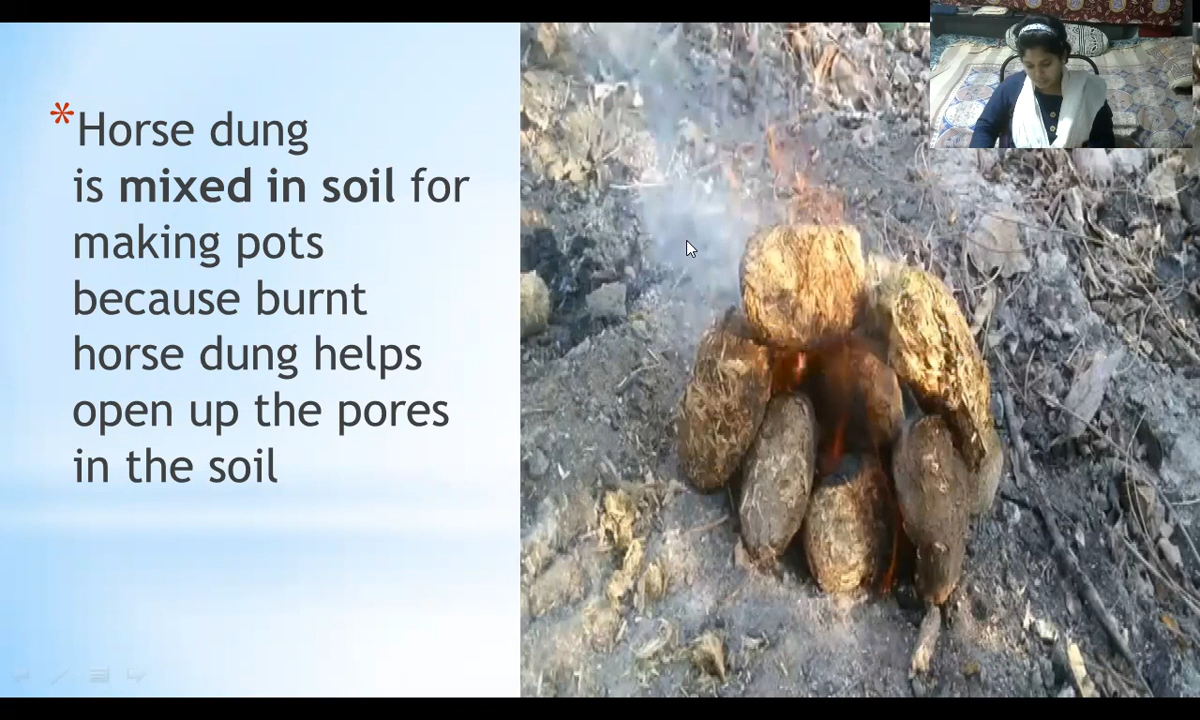 *Horse dung
is mixed in soil for
making pots
because burnt
horse dung helps
open up the pores
in the soil